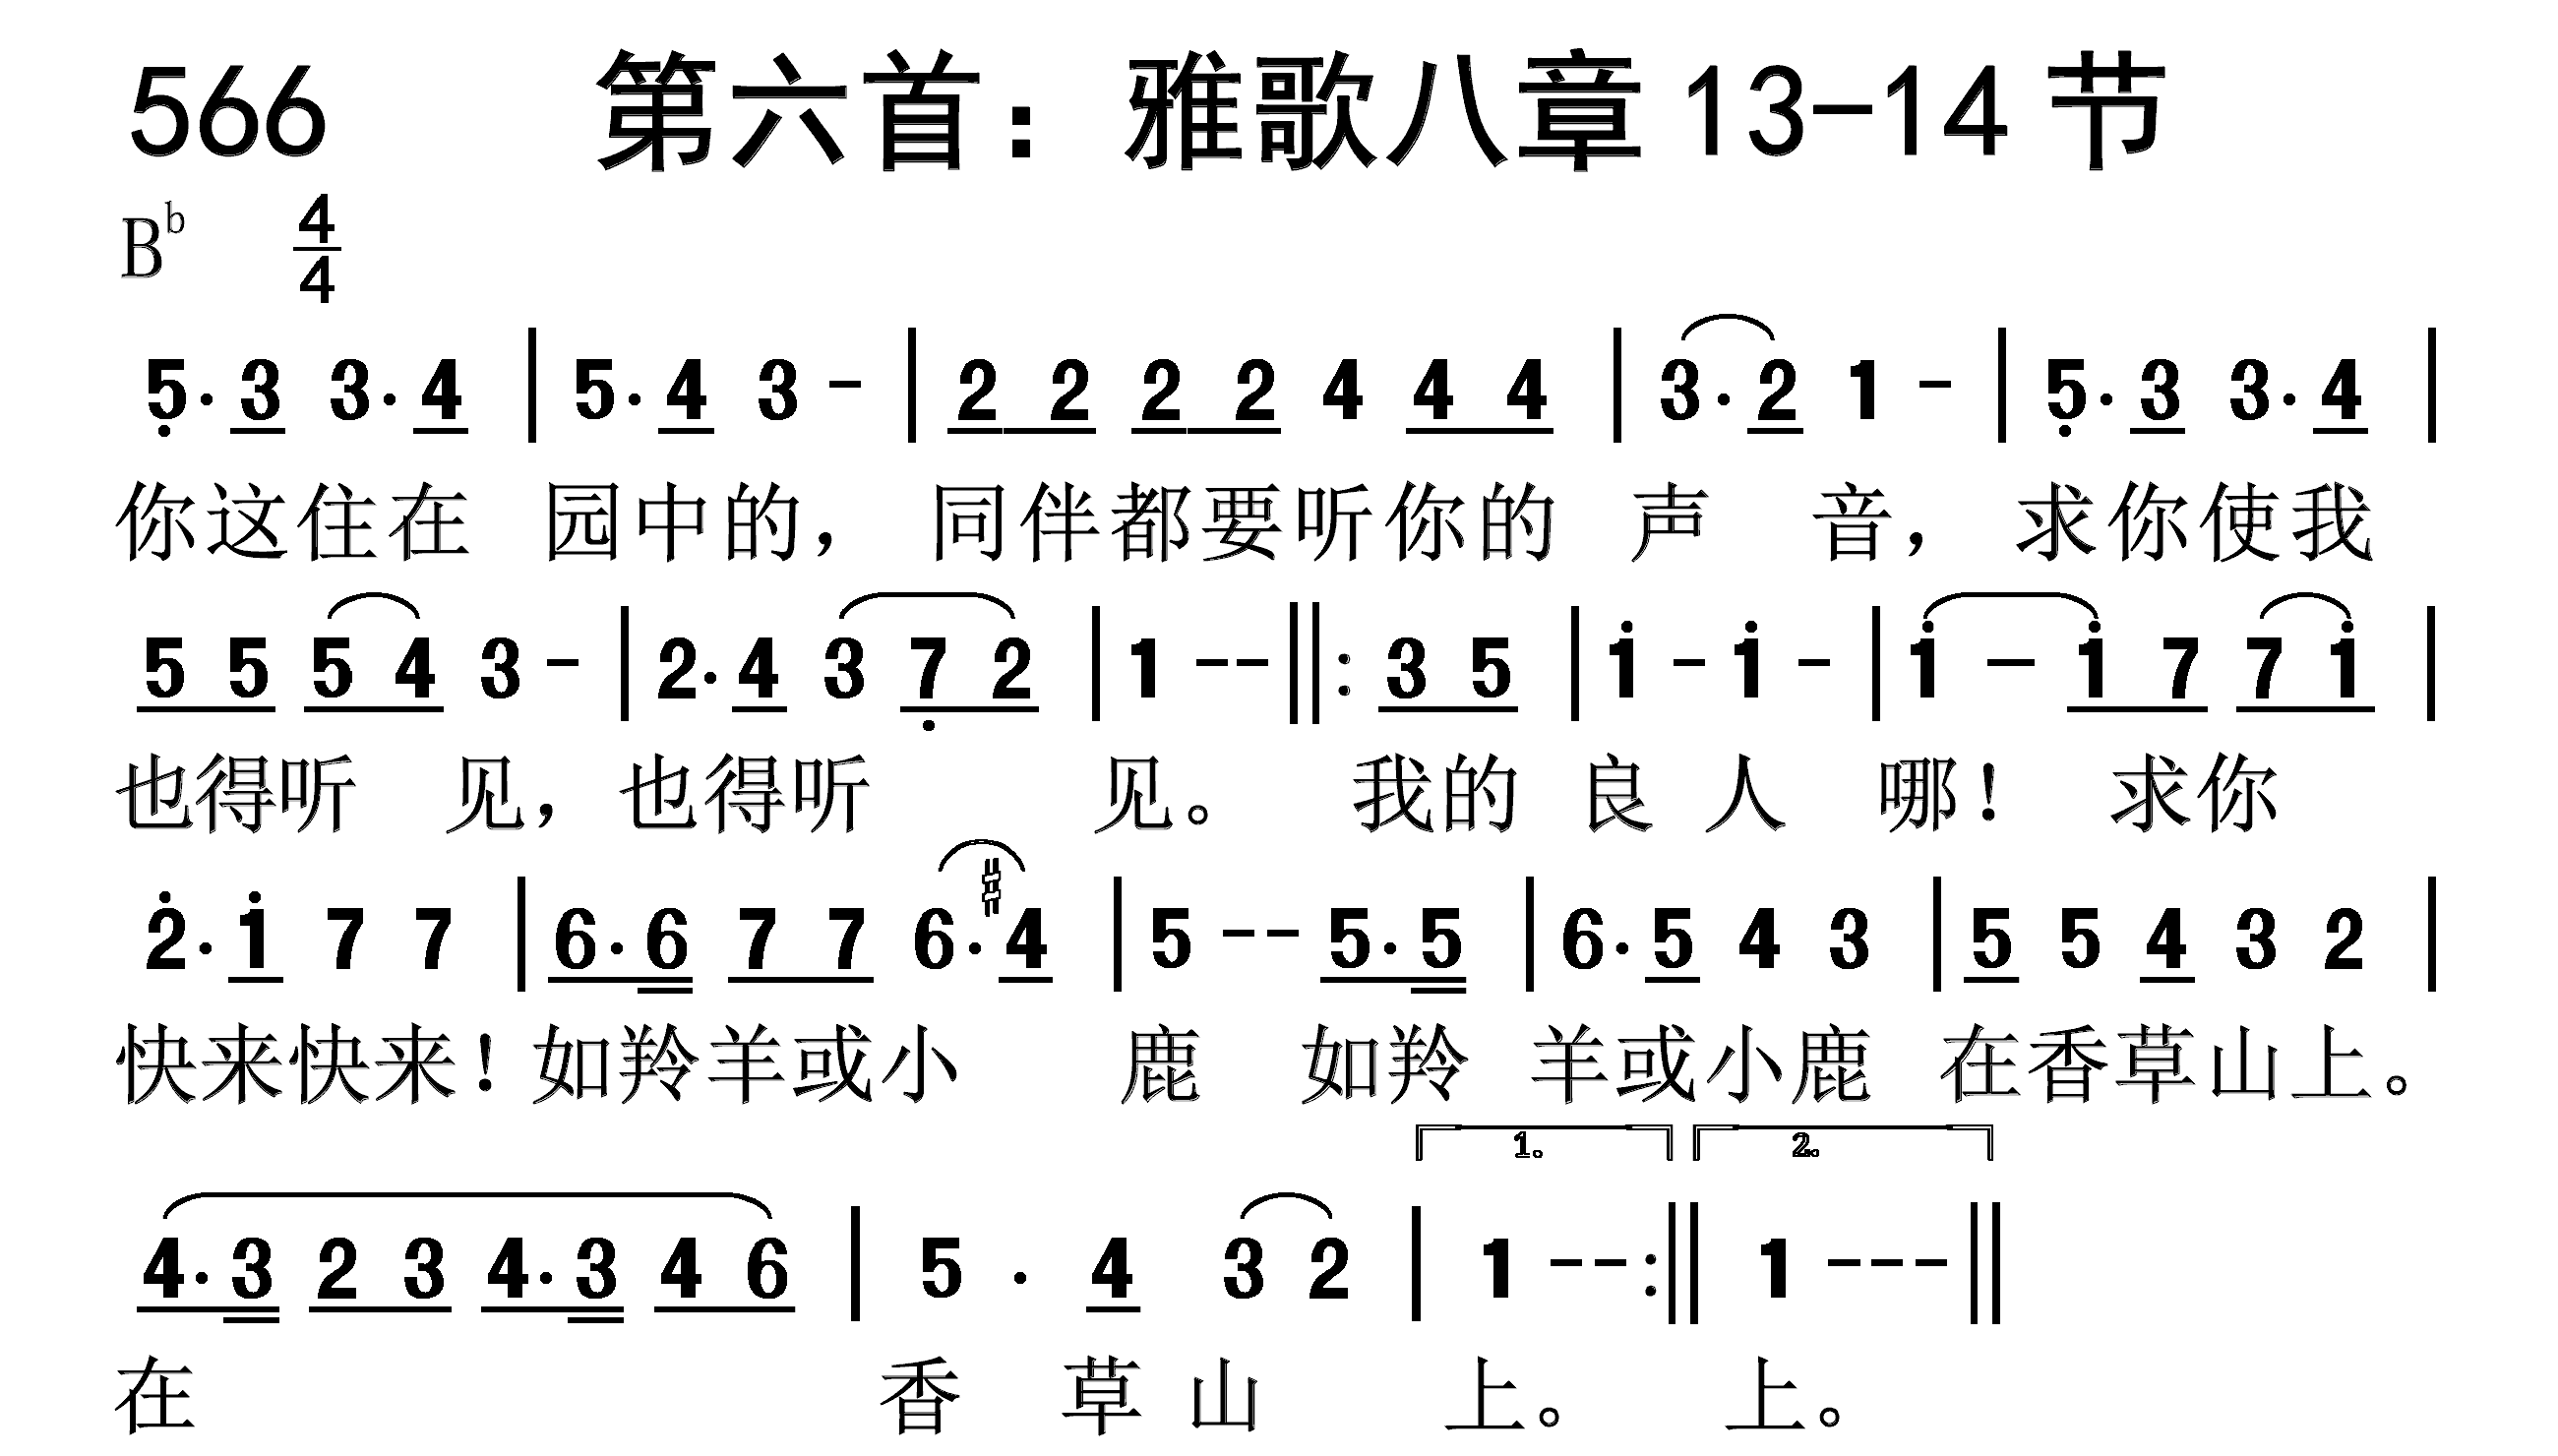 566 第六首：雅歌八章13-14节
B♭ 4/4
5̣. 3 3. 4 | 5. 4 3 - | 2 2 2 2 4 4 4 | 3. 2 1 - | 5̣. 3 3. 4 |
你这住在 园中的， 同伴都要听你的 声 音， 求你使我
5 5 5 4 3 - | 2. 4 3 7̣ 2 | 1 -- ‖: 3 5 | 1̇ - 1̇ - | 1̇ - 1̇ 7 7 1̇ |
也得听 见，也得听 见。 我的 良 人 哪！ 求你
2̇. 1̇ 7 7 | 6. 6 7 7 6. #4 | 5 -- 5. 5 | 6. 5 4 3 | 5 5 4 3 2 |
快来快来！如羚羊或小 鹿 如羚 羊或小鹿 在香草山上。
1。 2.
4. 3 2 3 4. 3 4 6 | 5 . 4 3 2 | 1 -- :‖ 1 --- ‖
在 香 草 山 上。 上。